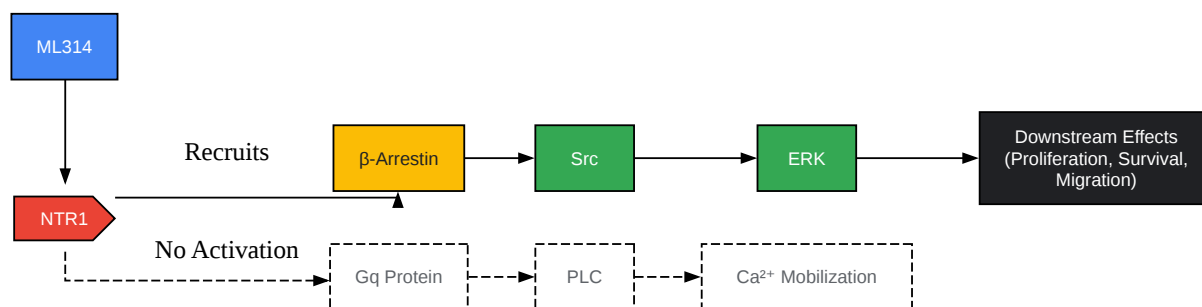 ML314
NTR1
Recruits
β-Arrestin
Src
ERK
Downstream Effects
(Proliferation, Survival,
Migration)
No Activation
Gq Protein
PLC
Ca²⁺ Mobilization